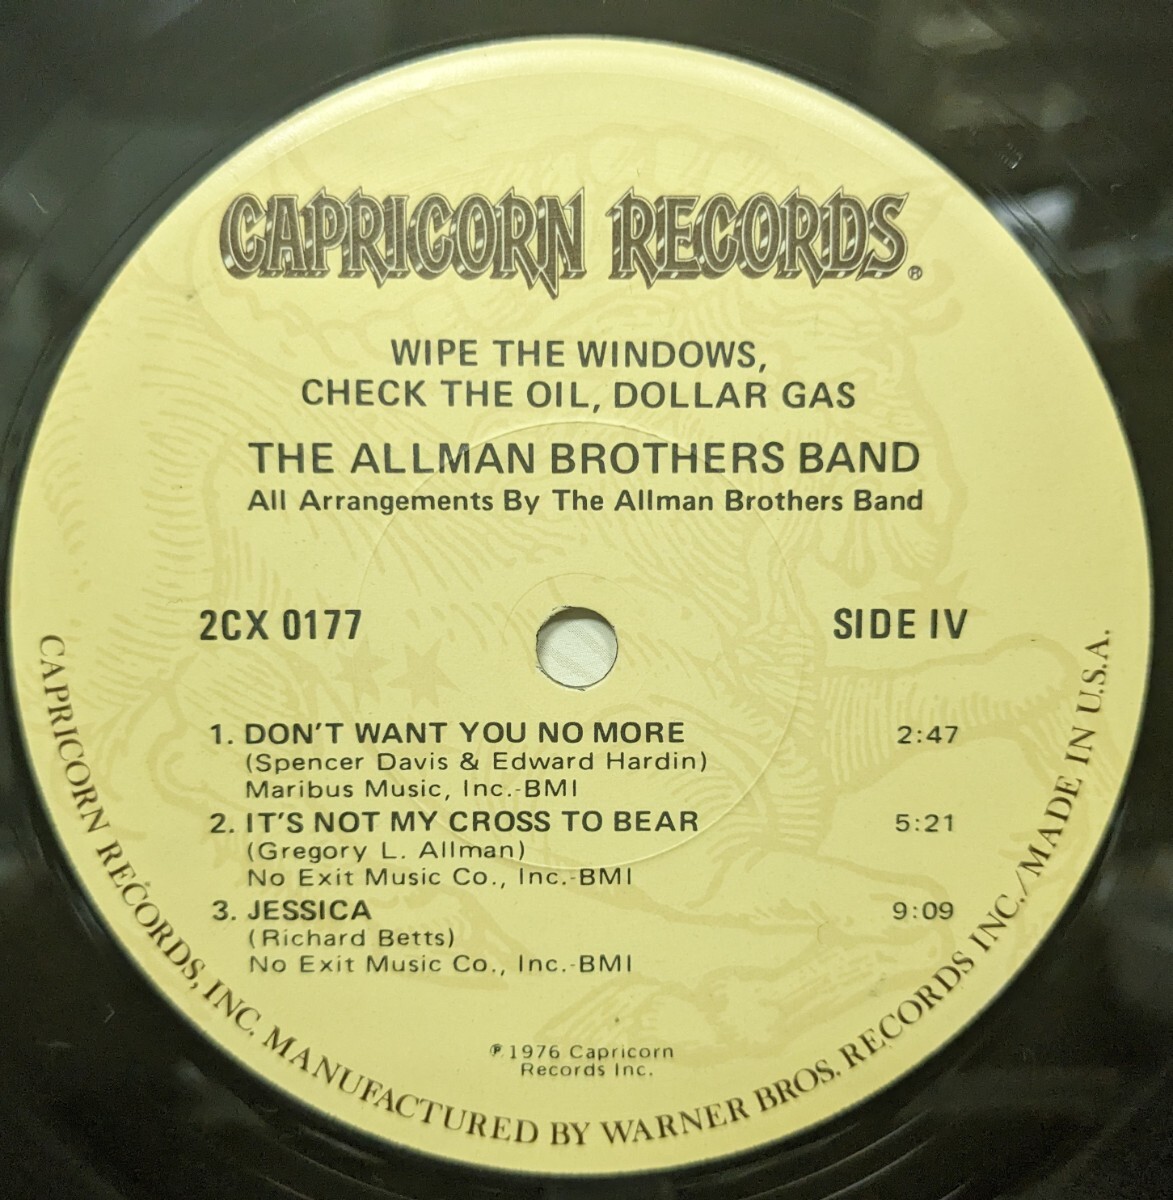 CAPRICORN RECORDS®
WIPE THE WINDOWS,
CHECK THE OIL, DOLLAR GAS
THE ALLMAN BROTHERS BAND
All Arrangements By The Allman Brothers Band
2CX 0177
SIDE IV
1. DON'T WANT YOU NO MORE 2:47
(Spencer Davis & Edward Hardin)
Maribus Music, Inc.-BMI
2. IT'S NOT MY CROSS TO BEAR 5:21
(Gregory L. Allman)
No Exit Music Co., Inc.-BMI
3. JESSICA 9:09
(Richard Betts)
No Exit Music Co., Inc.-BMI
℗ 1976 Capricorn
Records Inc.
CAPRICORN RECORDS, INC. MANUFACTURED BY WARNER BROS. RECORDS INC./MADE IN U.S.A.